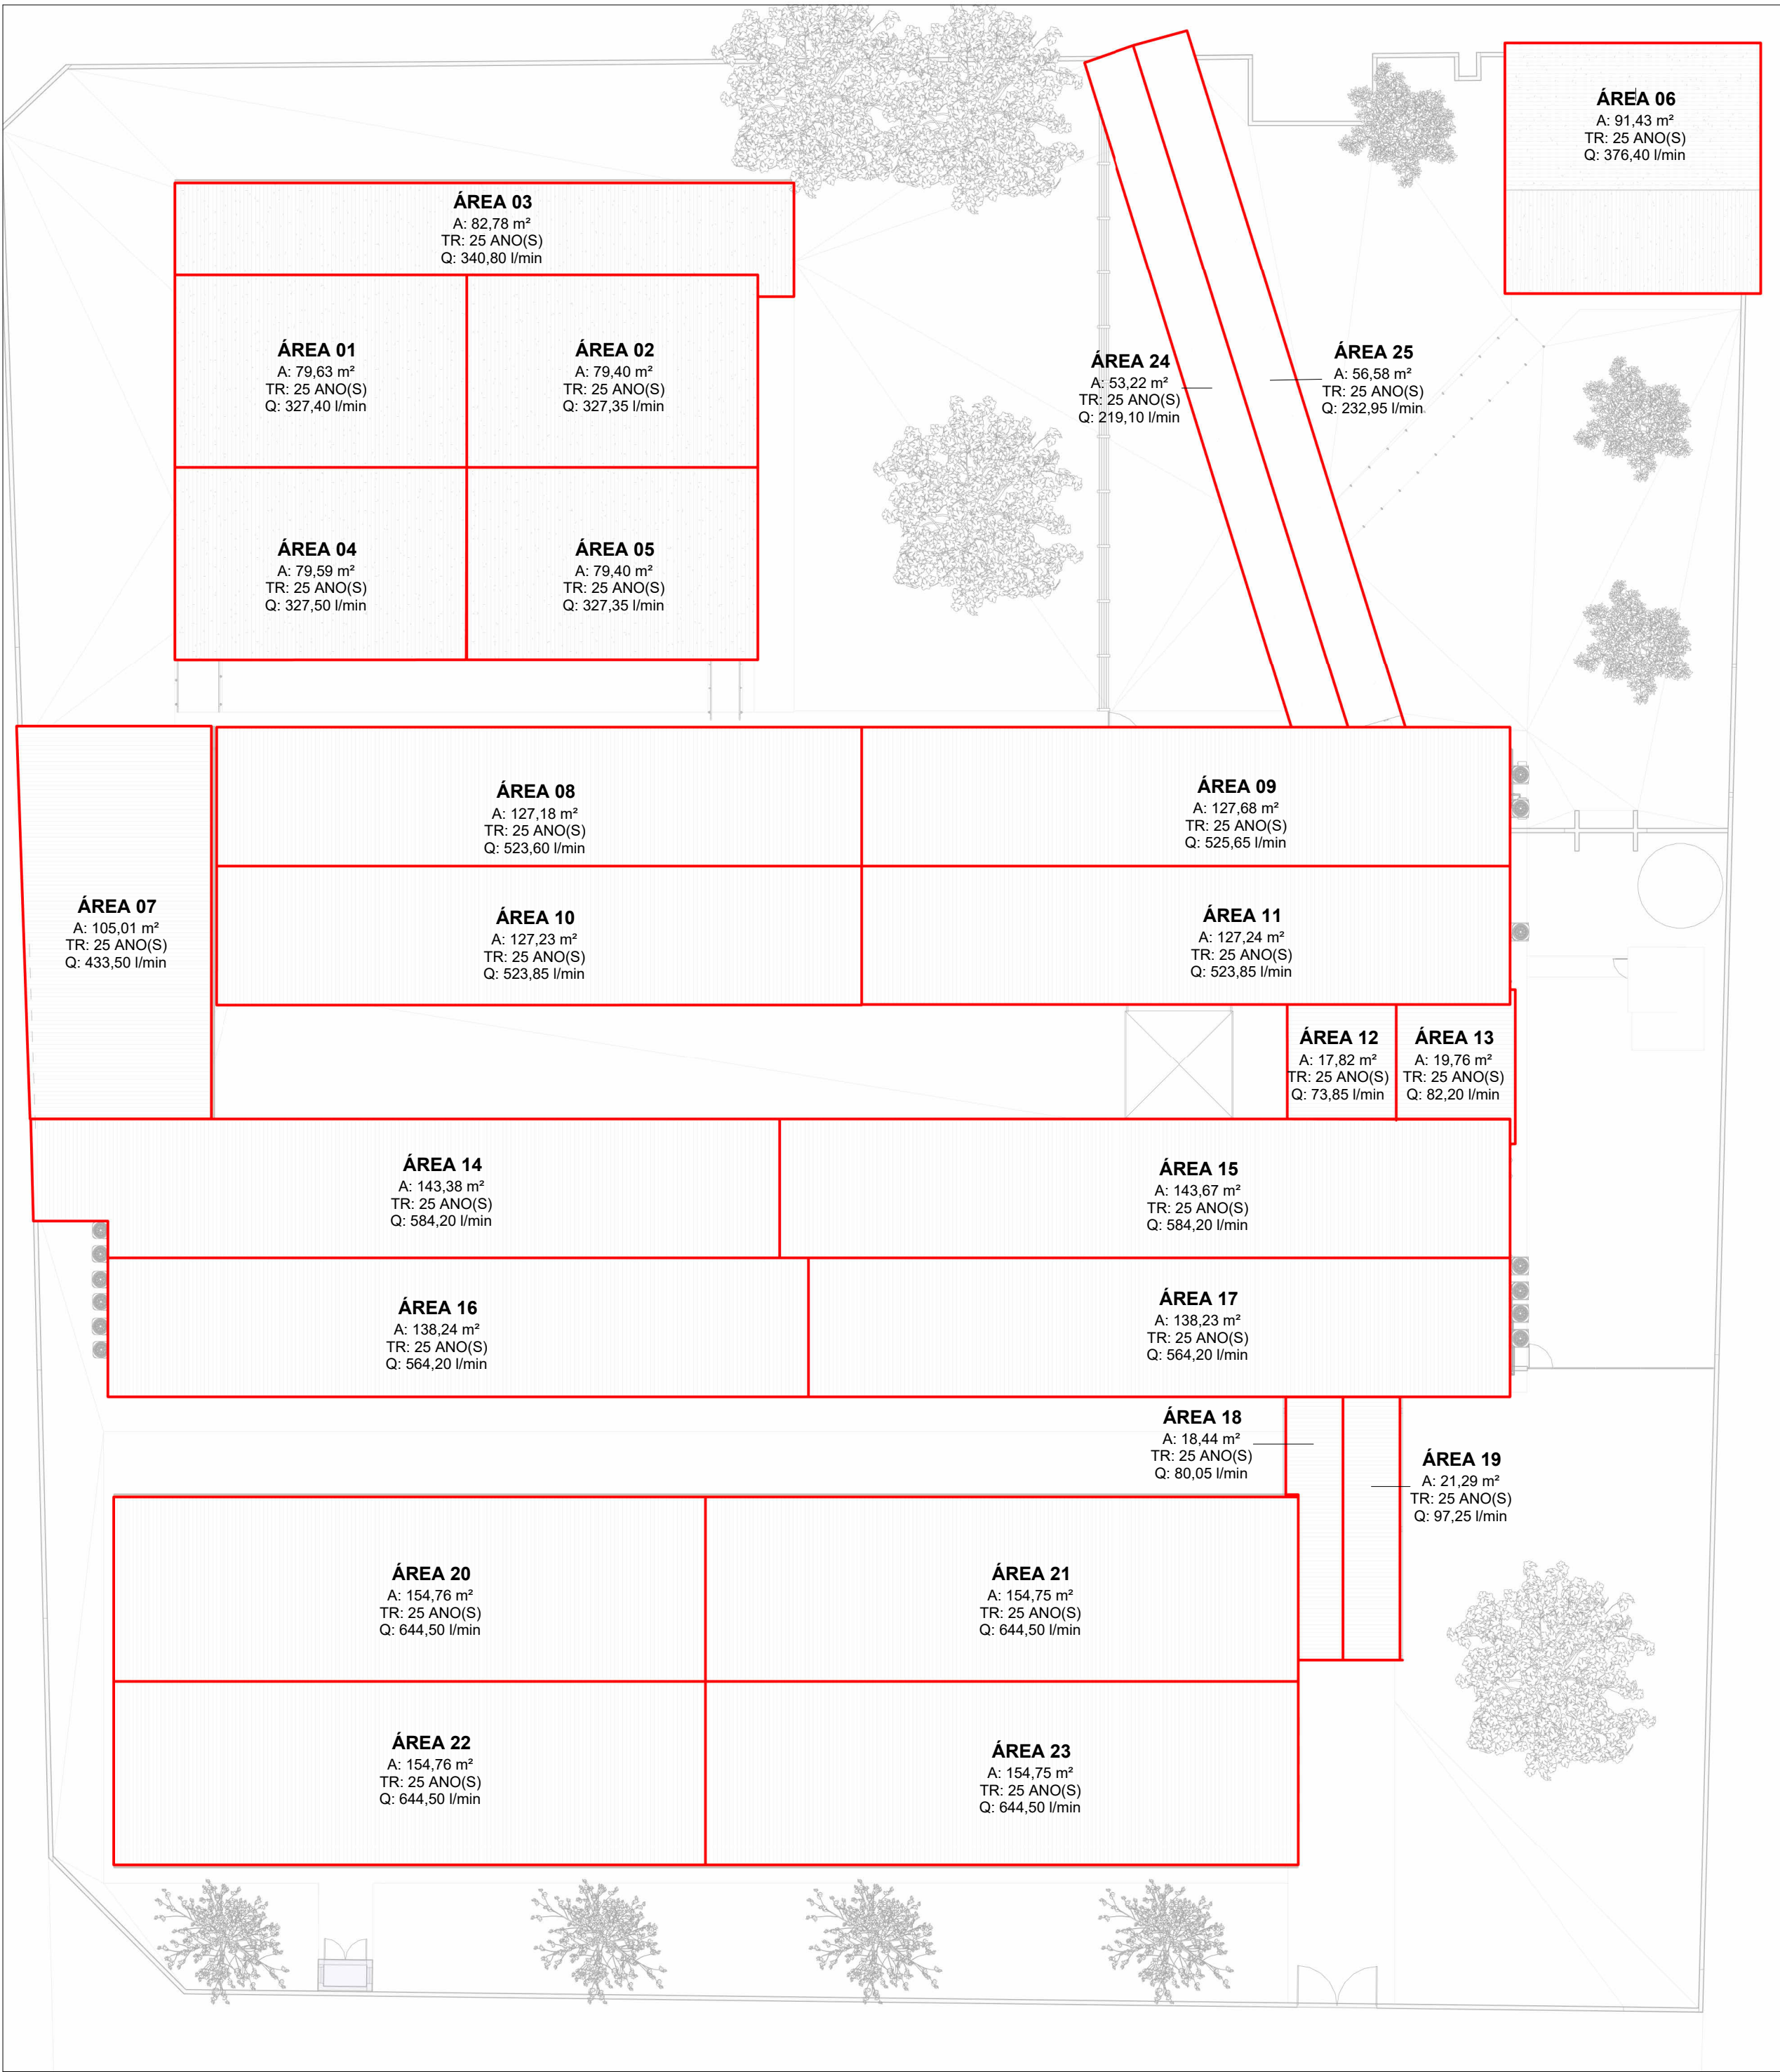 ÁREA 06
A: 91,43 m²
TR: 25 ANO(S)
Q: 376,40 l/min
ÁREA 03
A: 82,78 m²
TR: 25 ANO(S)
Q: 340,80 l/min
ÁREA 01
A: 79,63 m²
TR: 25 ANO(S)
Q: 327,40 l/min
ÁREA 02
A: 79,40 m²
TR: 25 ANO(S)
Q: 327,35 l/min
ÁREA 24
A: 53,22 m²
TR: 25 ANO(S)
Q: 219,10 l/min
ÁREA 25
A: 56,58 m²
TR: 25 ANO(S)
Q: 232,95 l/min
ÁREA 04
A: 79,59 m²
TR: 25 ANO(S)
Q: 327,50 l/min
ÁREA 05
A: 79,40 m²
TR: 25 ANO(S)
Q: 327,35 l/min
ÁREA 08
A: 127,18 m²
TR: 25 ANO(S)
Q: 523,60 l/min
ÁREA 09
A: 127,68 m²
TR: 25 ANO(S)
Q: 525,65 l/min
ÁREA 07
A: 105,01 m²
TR: 25 ANO(S)
Q: 433,50 l/min
ÁREA 10
A: 127,23 m²
TR: 25 ANO(S)
Q: 523,85 l/min
ÁREA 11
A: 127,24 m²
TR: 25 ANO(S)
Q: 523,85 l/min
ÁREA 12
A: 17,82 m²
TR: 25 ANO(S)
Q: 73,85 l/min
ÁREA 13
A: 19,76 m²
TR: 25 ANO(S)
Q: 82,20 l/min
ÁREA 14
A: 143,38 m²
TR: 25 ANO(S)
Q: 584,20 l/min
ÁREA 15
A: 143,67 m²
TR: 25 ANO(S)
Q: 584,20 l/min
ÁREA 16
A: 138,24 m²
TR: 25 ANO(S)
Q: 564,20 l/min
ÁREA 17
A: 138,23 m²
TR: 25 ANO(S)
Q: 564,20 l/min
ÁREA 18
A: 18,44 m²
TR: 25 ANO(S)
Q: 80,05 l/min
ÁREA 19
A: 21,29 m²
TR: 25 ANO(S)
Q: 97,25 l/min
ÁREA 20
A: 154,76 m²
TR: 25 ANO(S)
Q: 644,50 l/min
ÁREA 21
A: 154,75 m²
TR: 25 ANO(S)
Q: 644,50 l/min
ÁREA 22
A: 154,76 m²
TR: 25 ANO(S)
Q: 644,50 l/min
ÁREA 23
A: 154,75 m²
TR: 25 ANO(S)
Q: 644,50 l/min